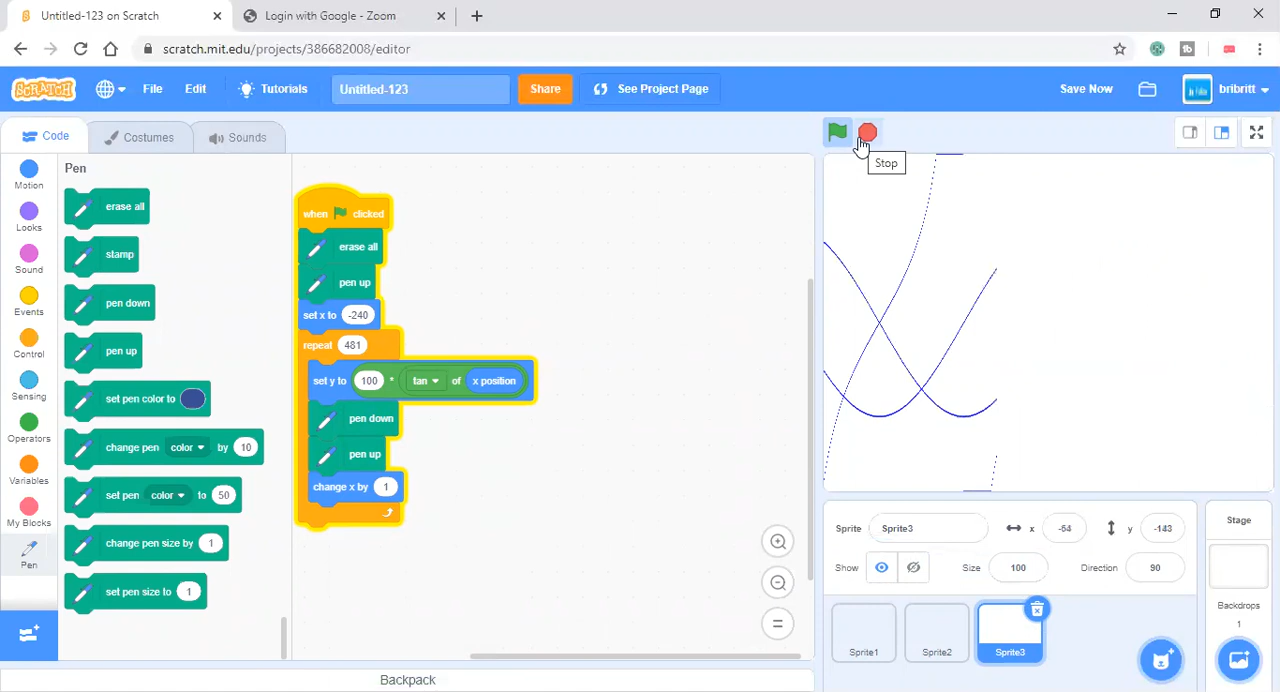 Untitled-123 on Scratch
Login with Google - Zoom
scratch.mit.edu/projects/386682008/editor
SCRATCH
File
Edit
Tutorials
Untitled-123
Share
See Project Page
Save Now
bribritt
Code
Costumes
Sounds
Stop
Motion
Looks
Sound
Events
Control
Sensing
Operators
Variables
My Blocks
Pen
Pen
erase all
stamp
pen down
pen up
set pen color to
change pen color by 10
set pen color to 50
change pen size by 1
set pen size to 1
when clicked
erase all
pen up
set x to -240
repeat 481
set y to 100 * tan of x position
pen down
pen up
change x by 1
Sprite Sprite3 x -64 y -143
Show Size 100 Direction 90
Sprite1
Sprite2
Sprite3
Stage
Backdrops
1
Backpack